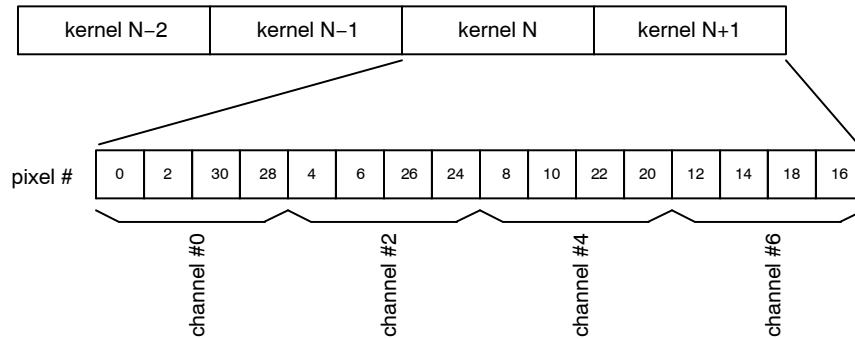 kernel N−2 kernel N−1 kernel N kernel N+1
pixel # 0 2 30 28 4 6 26 24 8 10 22 20 12 14 18 16
channel #0
channel #2
channel #4
channel #6